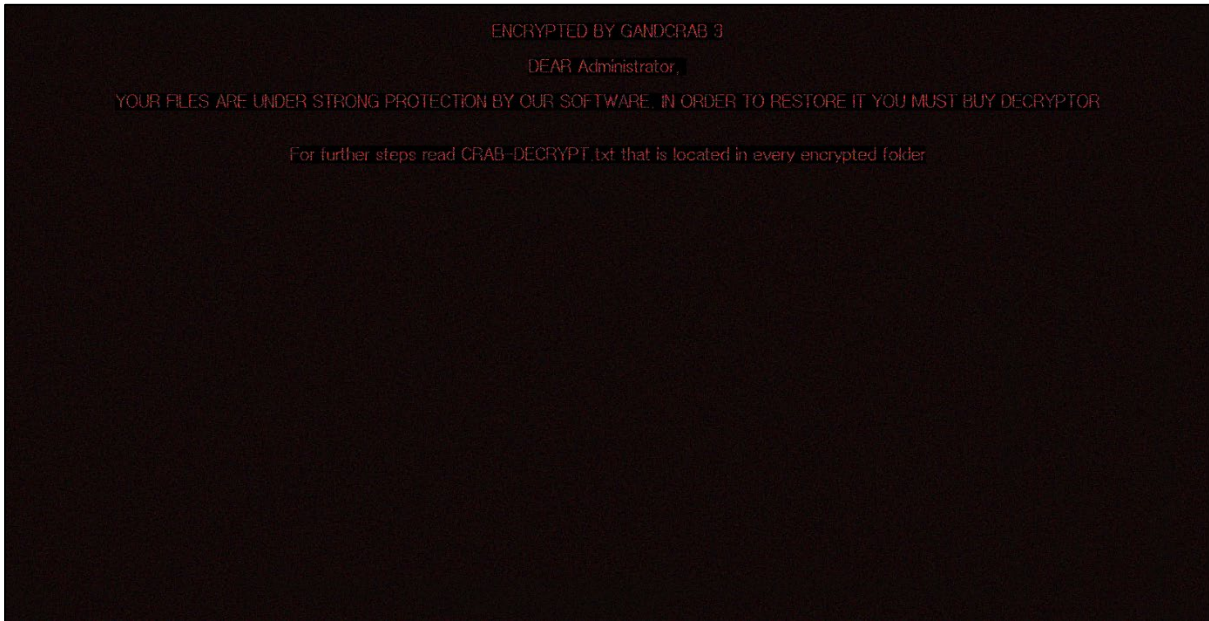 ENCRYPTED BY GANDCRAB 3
DEAR Administrator,
YOUR FILES ARE UNDER STRONG PROTECTION BY OUR SOFTWARE. IN ORDER TO RESTORE IT YOU MUST BUY DECRYPTOR
For further steps read CRAB-DECRYPT.txt that is located in every encrypted folder